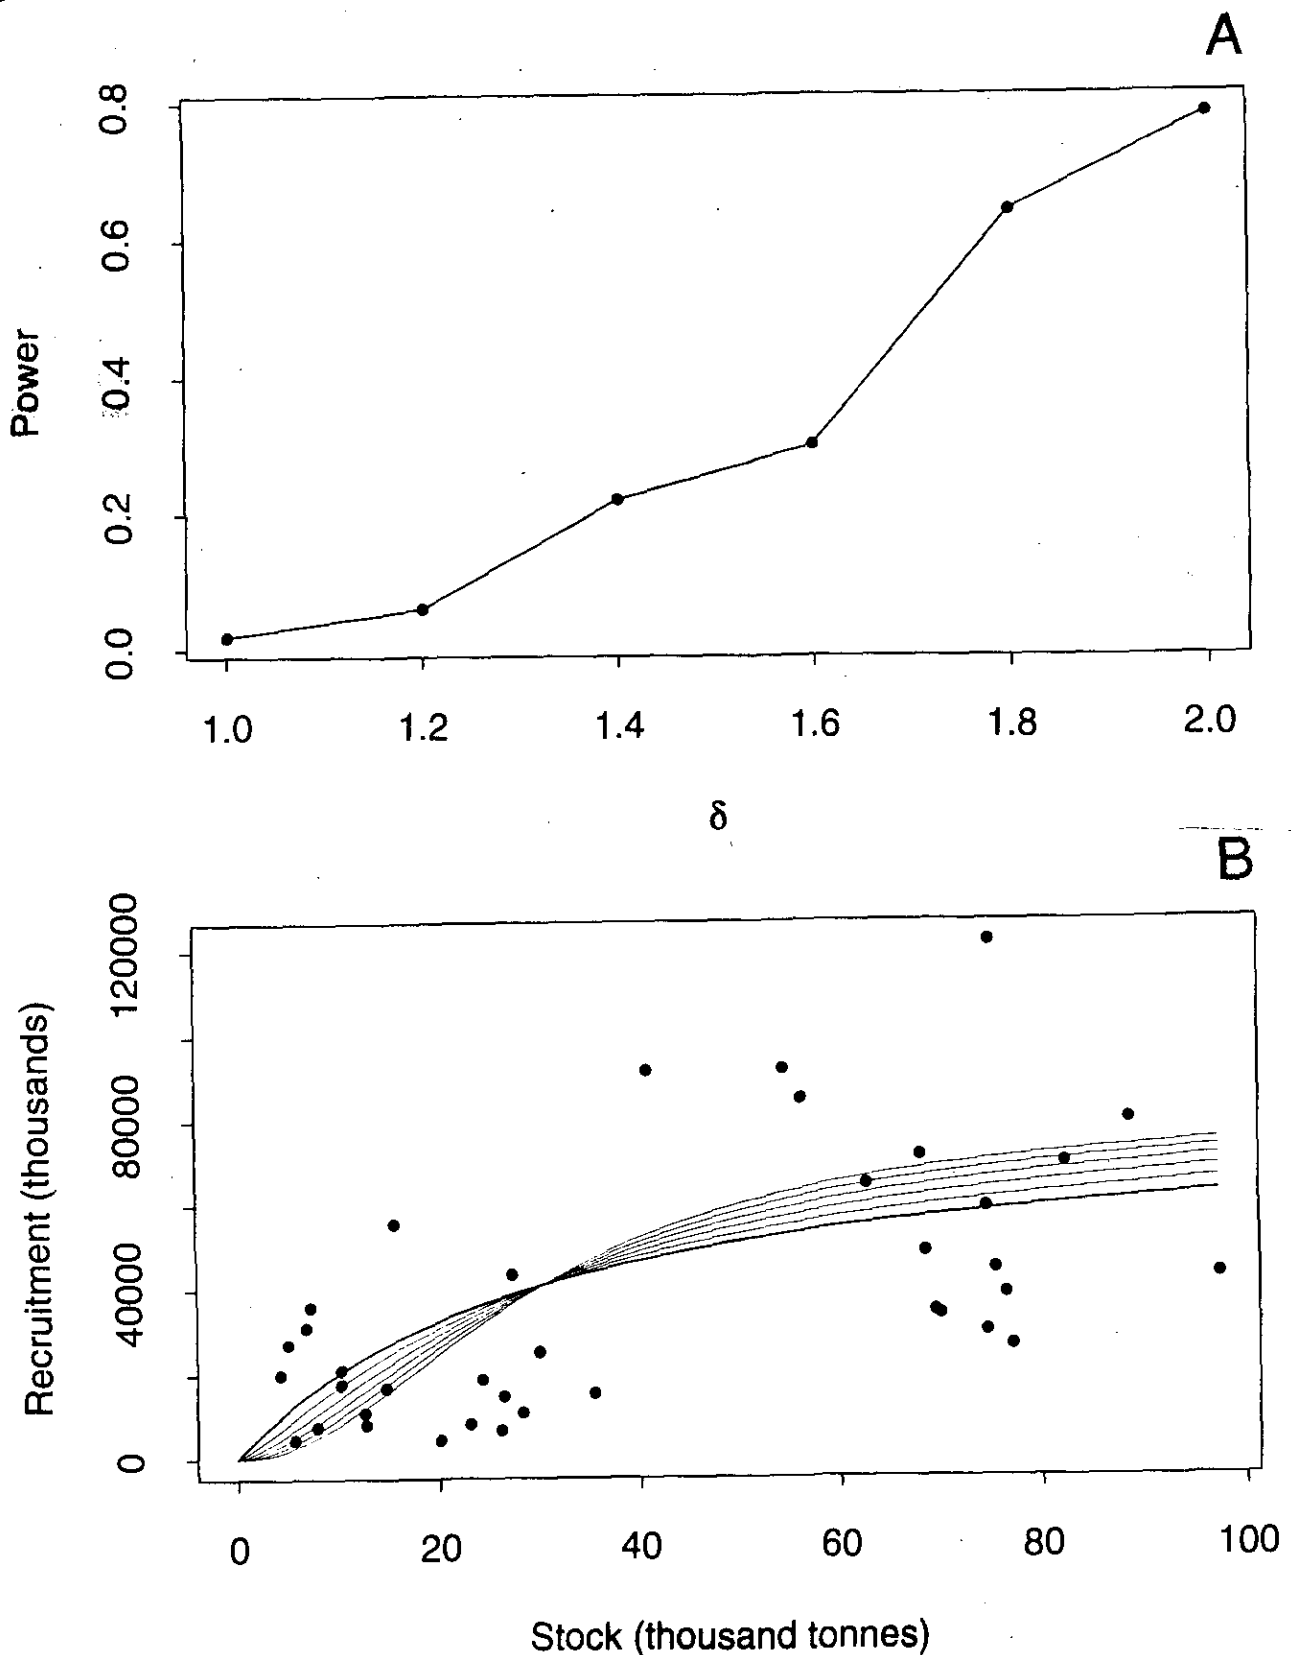 A
0.8
0.6
0.4
0.2
0.0
Power
1.0 1.2 1.4 1.6 1.8 2.0
δ
B
120000
80000
40000
0
Recruitment (thousands)
0 20 40 60 80 100
Stock (thousand tonnes)